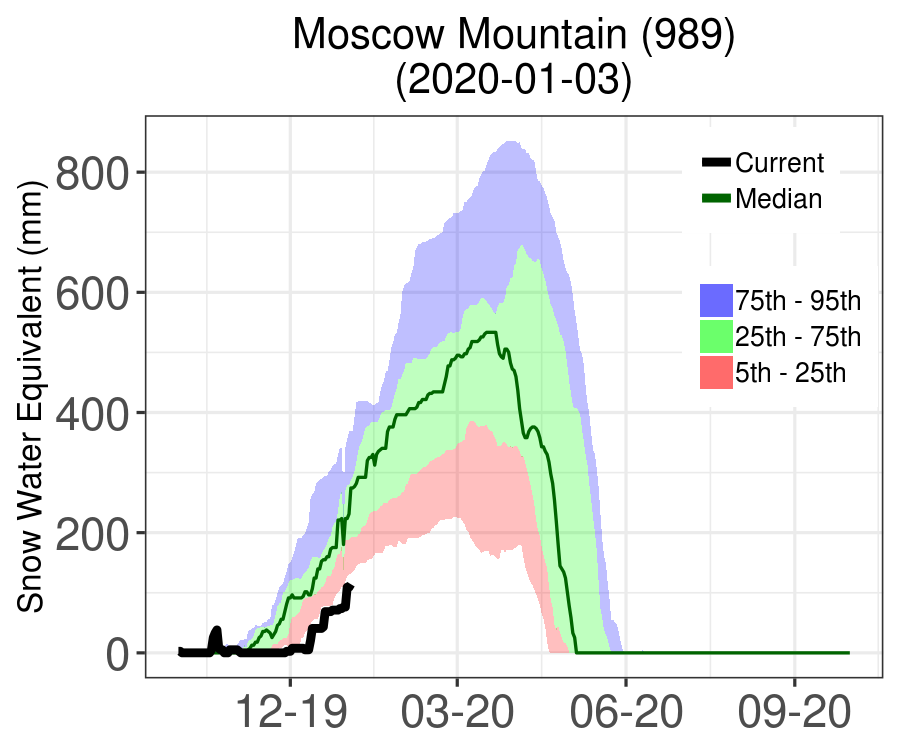 Moscow Mountain (989)
(2020-01-03)
Snow Water Equivalent (mm)
800
600
400
200
0
12-19
03-20
06-20
09-20
Current
Median
75th - 95th
25th - 75th
5th - 25th